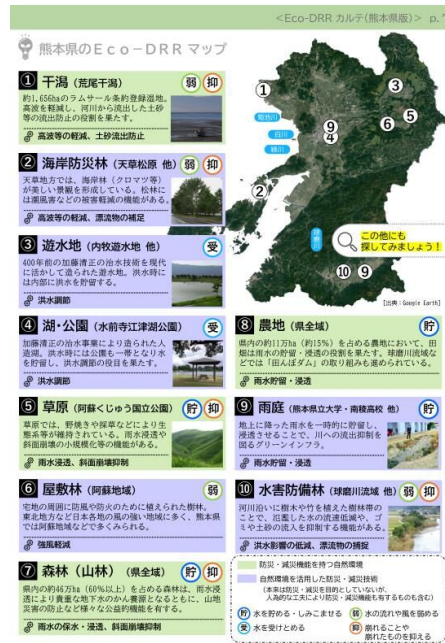 <Eco-DRR カルテ(熊本県版)> p.
熊本県のEco-DRR マップ
① 干潟 (荒尾干潟) 弱 抑
約1,656haのラムサール条約登録湿地。
高波を軽減し、河川から流出した土砂
等の流出防止の役割を果たす。
高波等の軽減、土砂流出防止
② 海岸防災林 (天草松原 他) 弱 抑
天草地方では、海岸林(クロマツ等)
が美しい景観を形成している。松林に
は潮風害などの被害軽減の機能がある。
高波等の軽減、漂流物の捕足
③ 遊水地 (内牧遊水地 他) 受
400年前の加藤清正の治水技術を現代
に活かして造られた遊水地。洪水時に
は内部に洪水を貯留する。
洪水調節
④ 湖・公園 (水前寺江津湖公園) 受
加藤清正の治水事業により造られた人
造湖。洪水時には公園も一帯となり水
を貯留し、洪水調節の役目を果たす。
洪水調節
⑤ 草原 (阿蘇くじゅう国立公園) 貯 抑
草原では、野焼きや採草などにより生
態系等が維持されている。雨水浸透や
斜面崩壊の小規模化等の機能がある。
雨水浸透、斜面崩壊抑制
⑥ 屋敷林 (阿蘇地域) 弱
宅地の周囲に防風や防火のために植えられた樹林。
東北地方など日本各地の風の強い地域に多く、熊本県
では阿蘇地域などで多くみられる。
強風軽減
⑦ 森林(山林) (県全域) 貯 抑
県内の約46万ha(60%以上)を占める森林は、雨水浸
透により貴重な地下水のかん養源となるとともに、山地
災害の防止など様々な公益的機能を有する。
雨水の保水・浸透、斜面崩壊抑制
① ③ ⑤ ⑥ ⑨ ④ ② ⑩ ⑨
菊池川
白川
緑川
球磨川
この他にも
探してみましょう!
[出典:Google Earth]
⑧ 農地 (県全域) 貯
県内の約11万ha(約15%)を占める農地において、田
畑は雨水貯留・浸透の役割を果たす。球磨川流域な
どでは「田んぼダム」の取り組みも進められている。
雨水貯留・浸透
⑨ 雨庭 (熊本県立大学・南稜高校 他) 貯
地上に降った雨水を一時的に貯留し、
浸透させることで、川への流出抑制を
図るグリーンインフラ。
雨水貯留・浸透
⑩ 水害防備林 (球磨川流域 他) 弱 抑
河川沿いに樹木や竹を植えた樹林帯の
ことで、氾濫した水の流速低減や、ゴ
ミや土砂の流入を抑制する機能がある。
洪水影響の低減、漂流物の捕捉
防災・減災機能を持つ自然環境
自然環境を活用した防災・減災技術
(本来は防災・減災を目的としていないが、
人為的な工夫により防災・減災機能を有するものも含む)
貯 水を貯める・しみこませる
弱 水の流れや風を弱める
受 水を受けとめる
抑 崩れることや
崩れたものを抑える